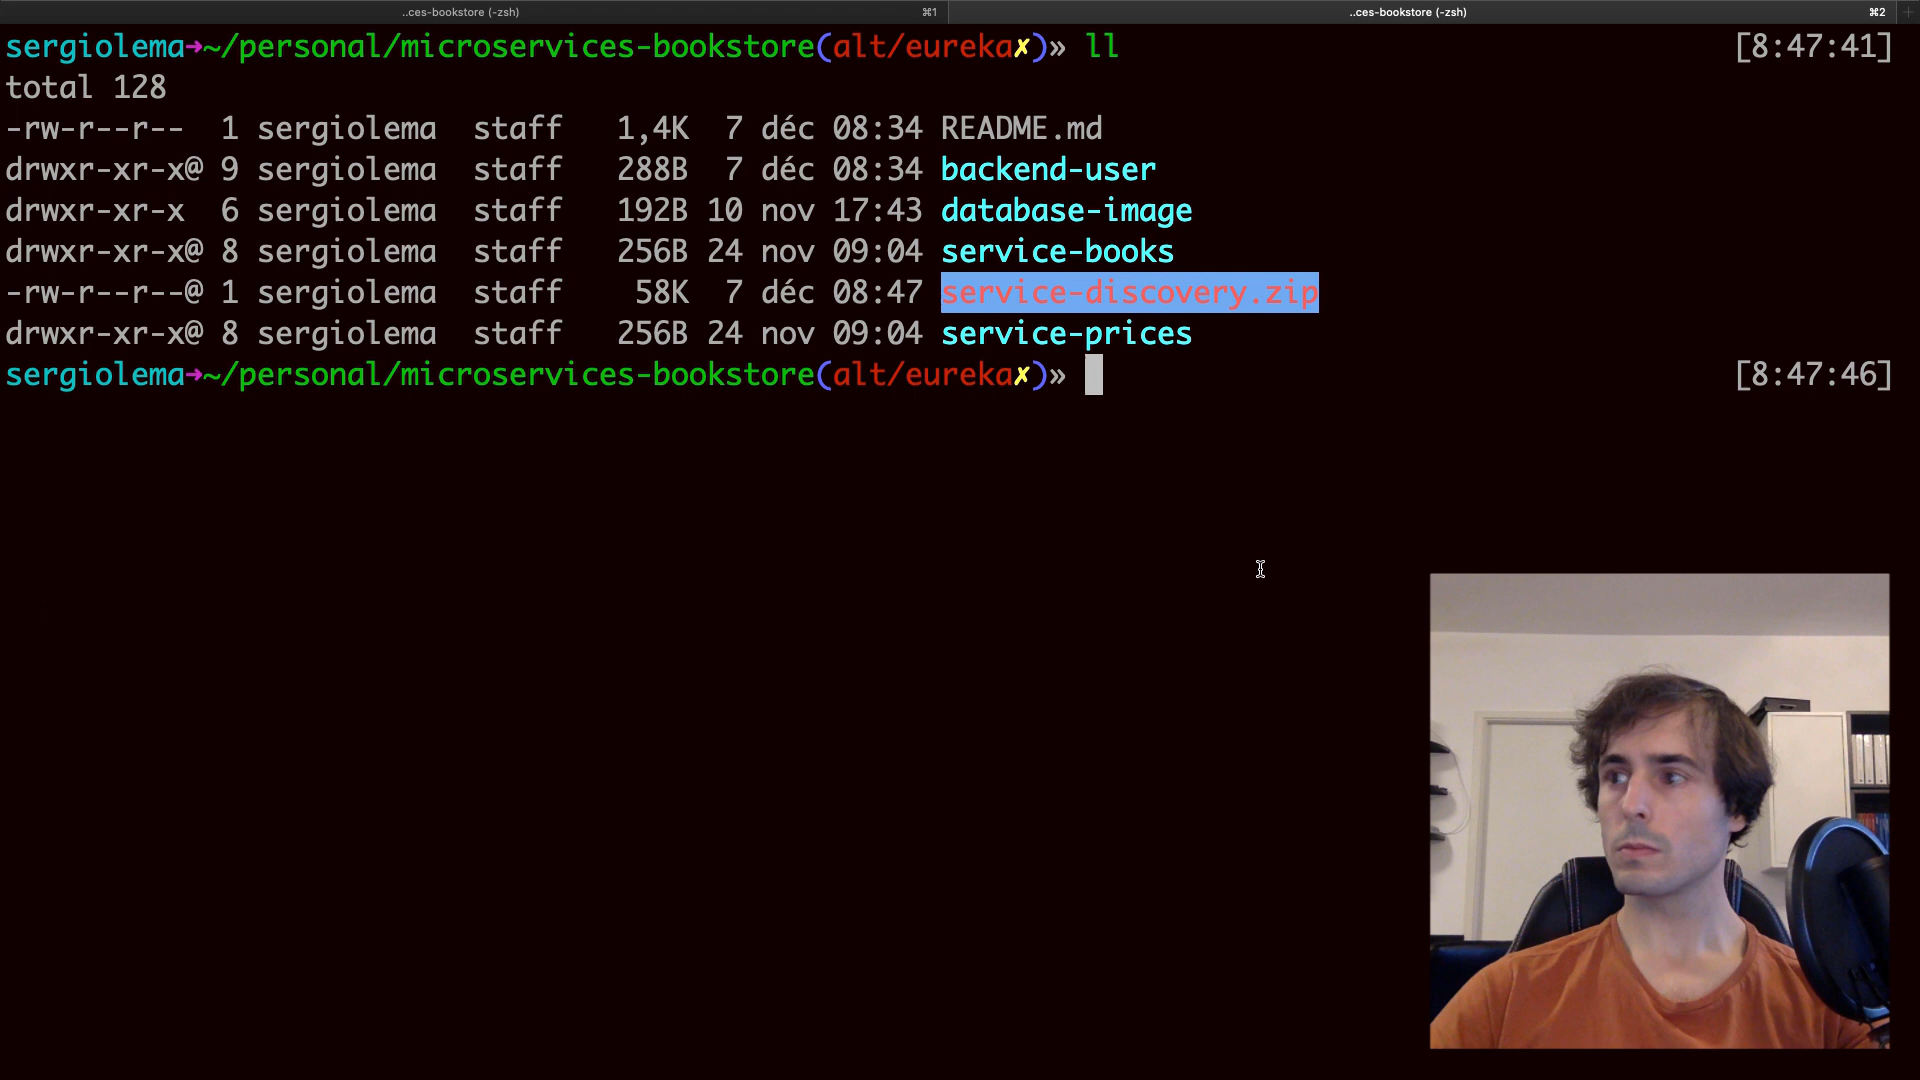 ..ces-bookstore (-zsh) ⌘1 ..ces-bookstore (-zsh) ⌘2
sergiolema➜~/personal/microservices-bookstore(alt/eureka✗)» ll [8:47:41]
total 128
-rw-r--r-- 1 sergiolema staff 1,4K 7 déc 08:34 README.md
drwxr-xr-x@ 9 sergiolema staff 288B 7 déc 08:34 backend-user
drwxr-xr-x 6 sergiolema staff 192B 10 nov 17:43 database-image
drwxr-xr-x@ 8 sergiolema staff 256B 24 nov 09:04 service-books
-rw-r--r--@ 1 sergiolema staff 58K 7 déc 08:47 service-discovery.zip
drwxr-xr-x@ 8 sergiolema staff 256B 24 nov 09:04 service-prices
sergiolema➜~/personal/microservices-bookstore(alt/eureka✗)» [8:47:46]